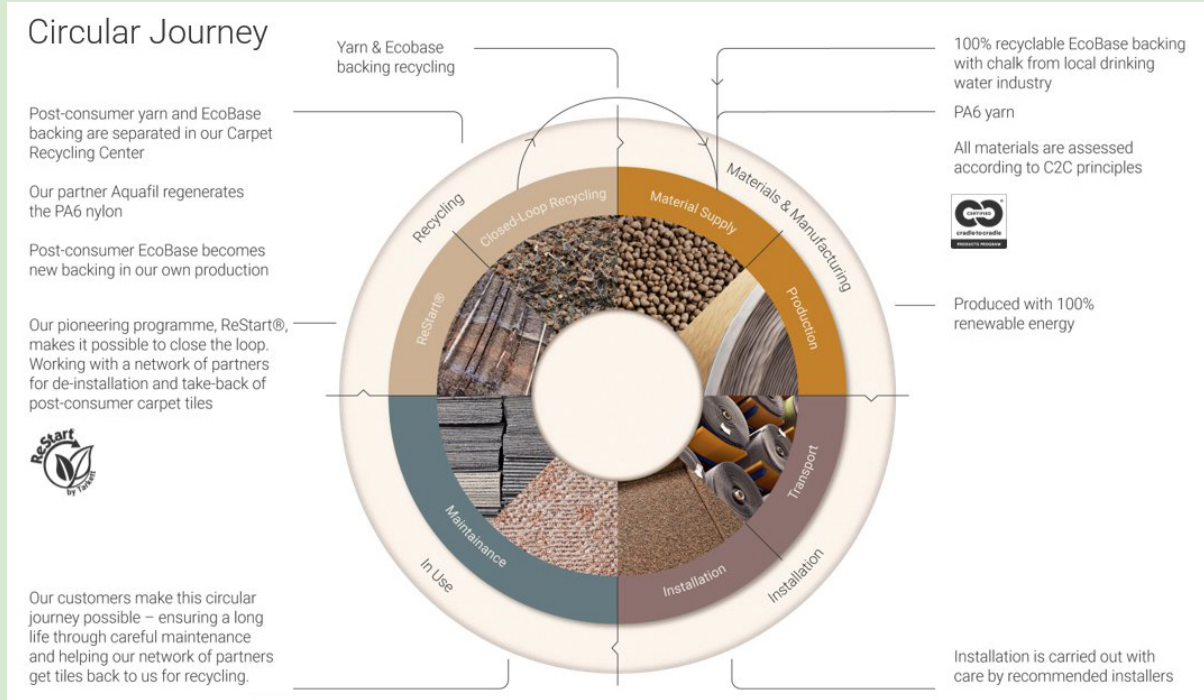 Circular Journey
Yarn & Ecobase
backing recycling
100% recyclable EcoBase backing
with chalk from local drinking
water industry
PA6 yarn
All materials are assessed
according to C2C principles
CERTIFIED
cradletocradle
PRODUCTS PROGRAM
Post-consumer yarn and EcoBase
backing are separated in our Carpet
Recycling Center
Our partner Aquafil regenerates
the PA6 nylon
Post-consumer EcoBase becomes
new backing in our own production
Our pioneering programme, ReStart®,
makes it possible to close the loop.
Working with a network of partners
for de-installation and take-back of
post-consumer carpet tiles
ReStart
by Tarkett
Recycling
Closed-Loop Recycling
Material Supply
Materials & Manufacturing
ReStart®
Production
Produced with 100%
renewable energy
Maintainance
Transport
In Use
Installation
Installation
Our customers make this circular
journey possible – ensuring a long
life through careful maintenance
and helping our network of partners
get tiles back to us for recycling.
Installation is carried out with
care by recommended installers